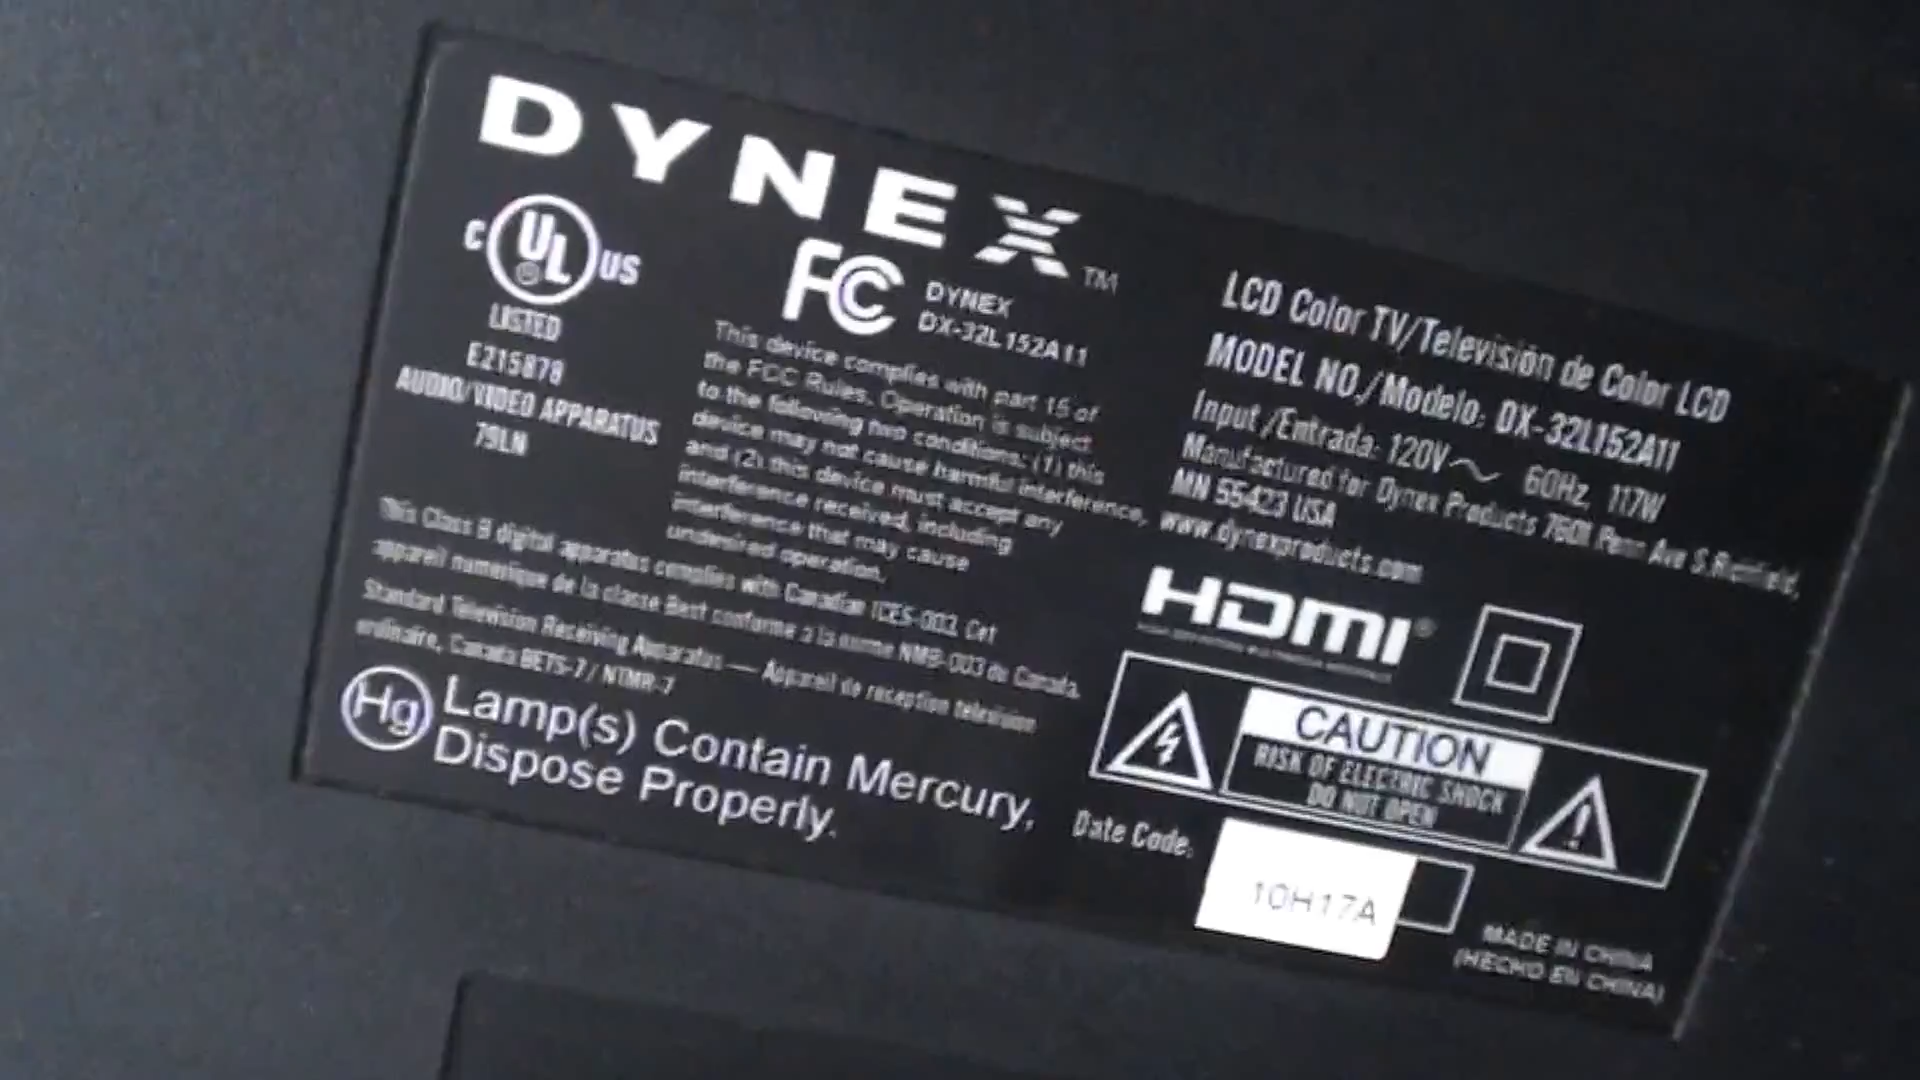 DYNEX™
C UL® US
LISTED
E215878
AUDIO/VIDEO APPARATUS
79LN
FC DYNEX
DX-32L152A11
This device complies with part 15 of
the FCC Rules. Operation is subject
to the following two conditions: (1) this
device may not cause harmful interference,
and (2) this device must accept any
interference received, including
interference that may cause
undesired operation.
This Class B digital apparatus complies with Canadian ICES-003. Cet
appareil numerique de la classe Best conforme a la norme NMB-003 du Canada.
Standard Television Receiving Apparatus — Appareil de reception television
ordinaire, Canada BETS-7 / NTMR-7
Hg Lamp(s) Contain Mercury,
Dispose Properly.
LCD Color TV/Televisión de Color LCD
MODEL NO./Modelo: DX-32L152A11
Input /Entrada: 120V~ 60Hz, 117W
Manufactured for Dynex Products 7601 Penn Ave S.Richfield,
MN 55423 USA
www.dynexproducts.com
HDMI®
CAUTION
RISK OF ELECTRIC SHOCK
DO NOT OPEN
Date Code:
10H17A
MADE IN CHINA
(HECHO EN CHINA)